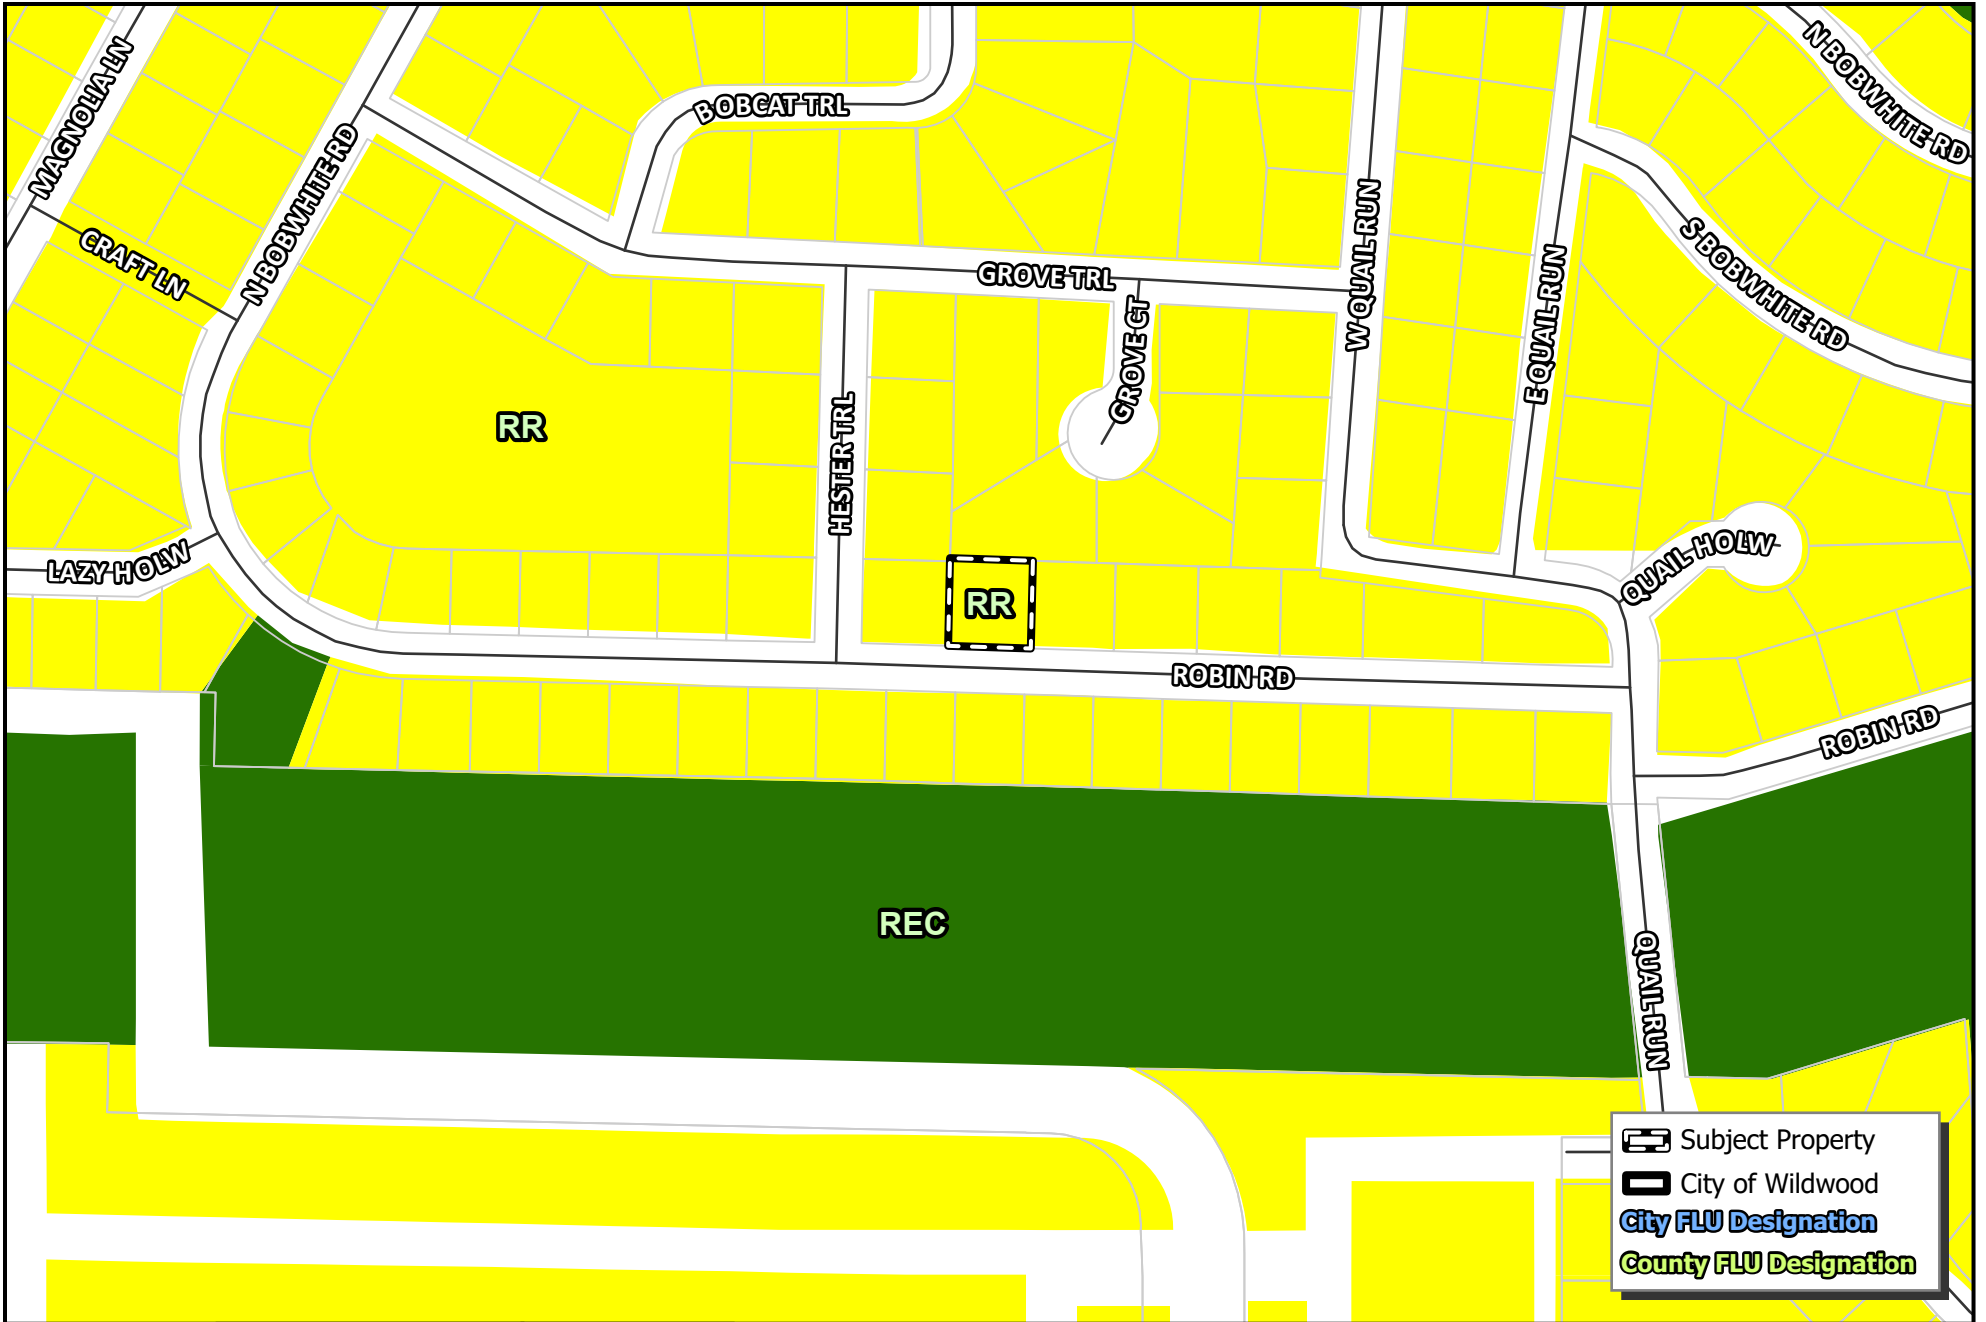 MAGNOLIA LN
N BOBWHITE RD
BOBCAT TRL
N BOBWHITE RD
CRAFT LN
GROVE TRL
W QUAIL RUN
E QUAIL RUN
S BOBWHITE RD
GROVE CT
RR
HESTER TRL
LAZY HOLW
QUAIL HOLW
RR
ROBIN RD
ROBIN RD
REC
QUAIL RUN
Subject Property
City of Wildwood
City FLU Designation
County FLU Designation